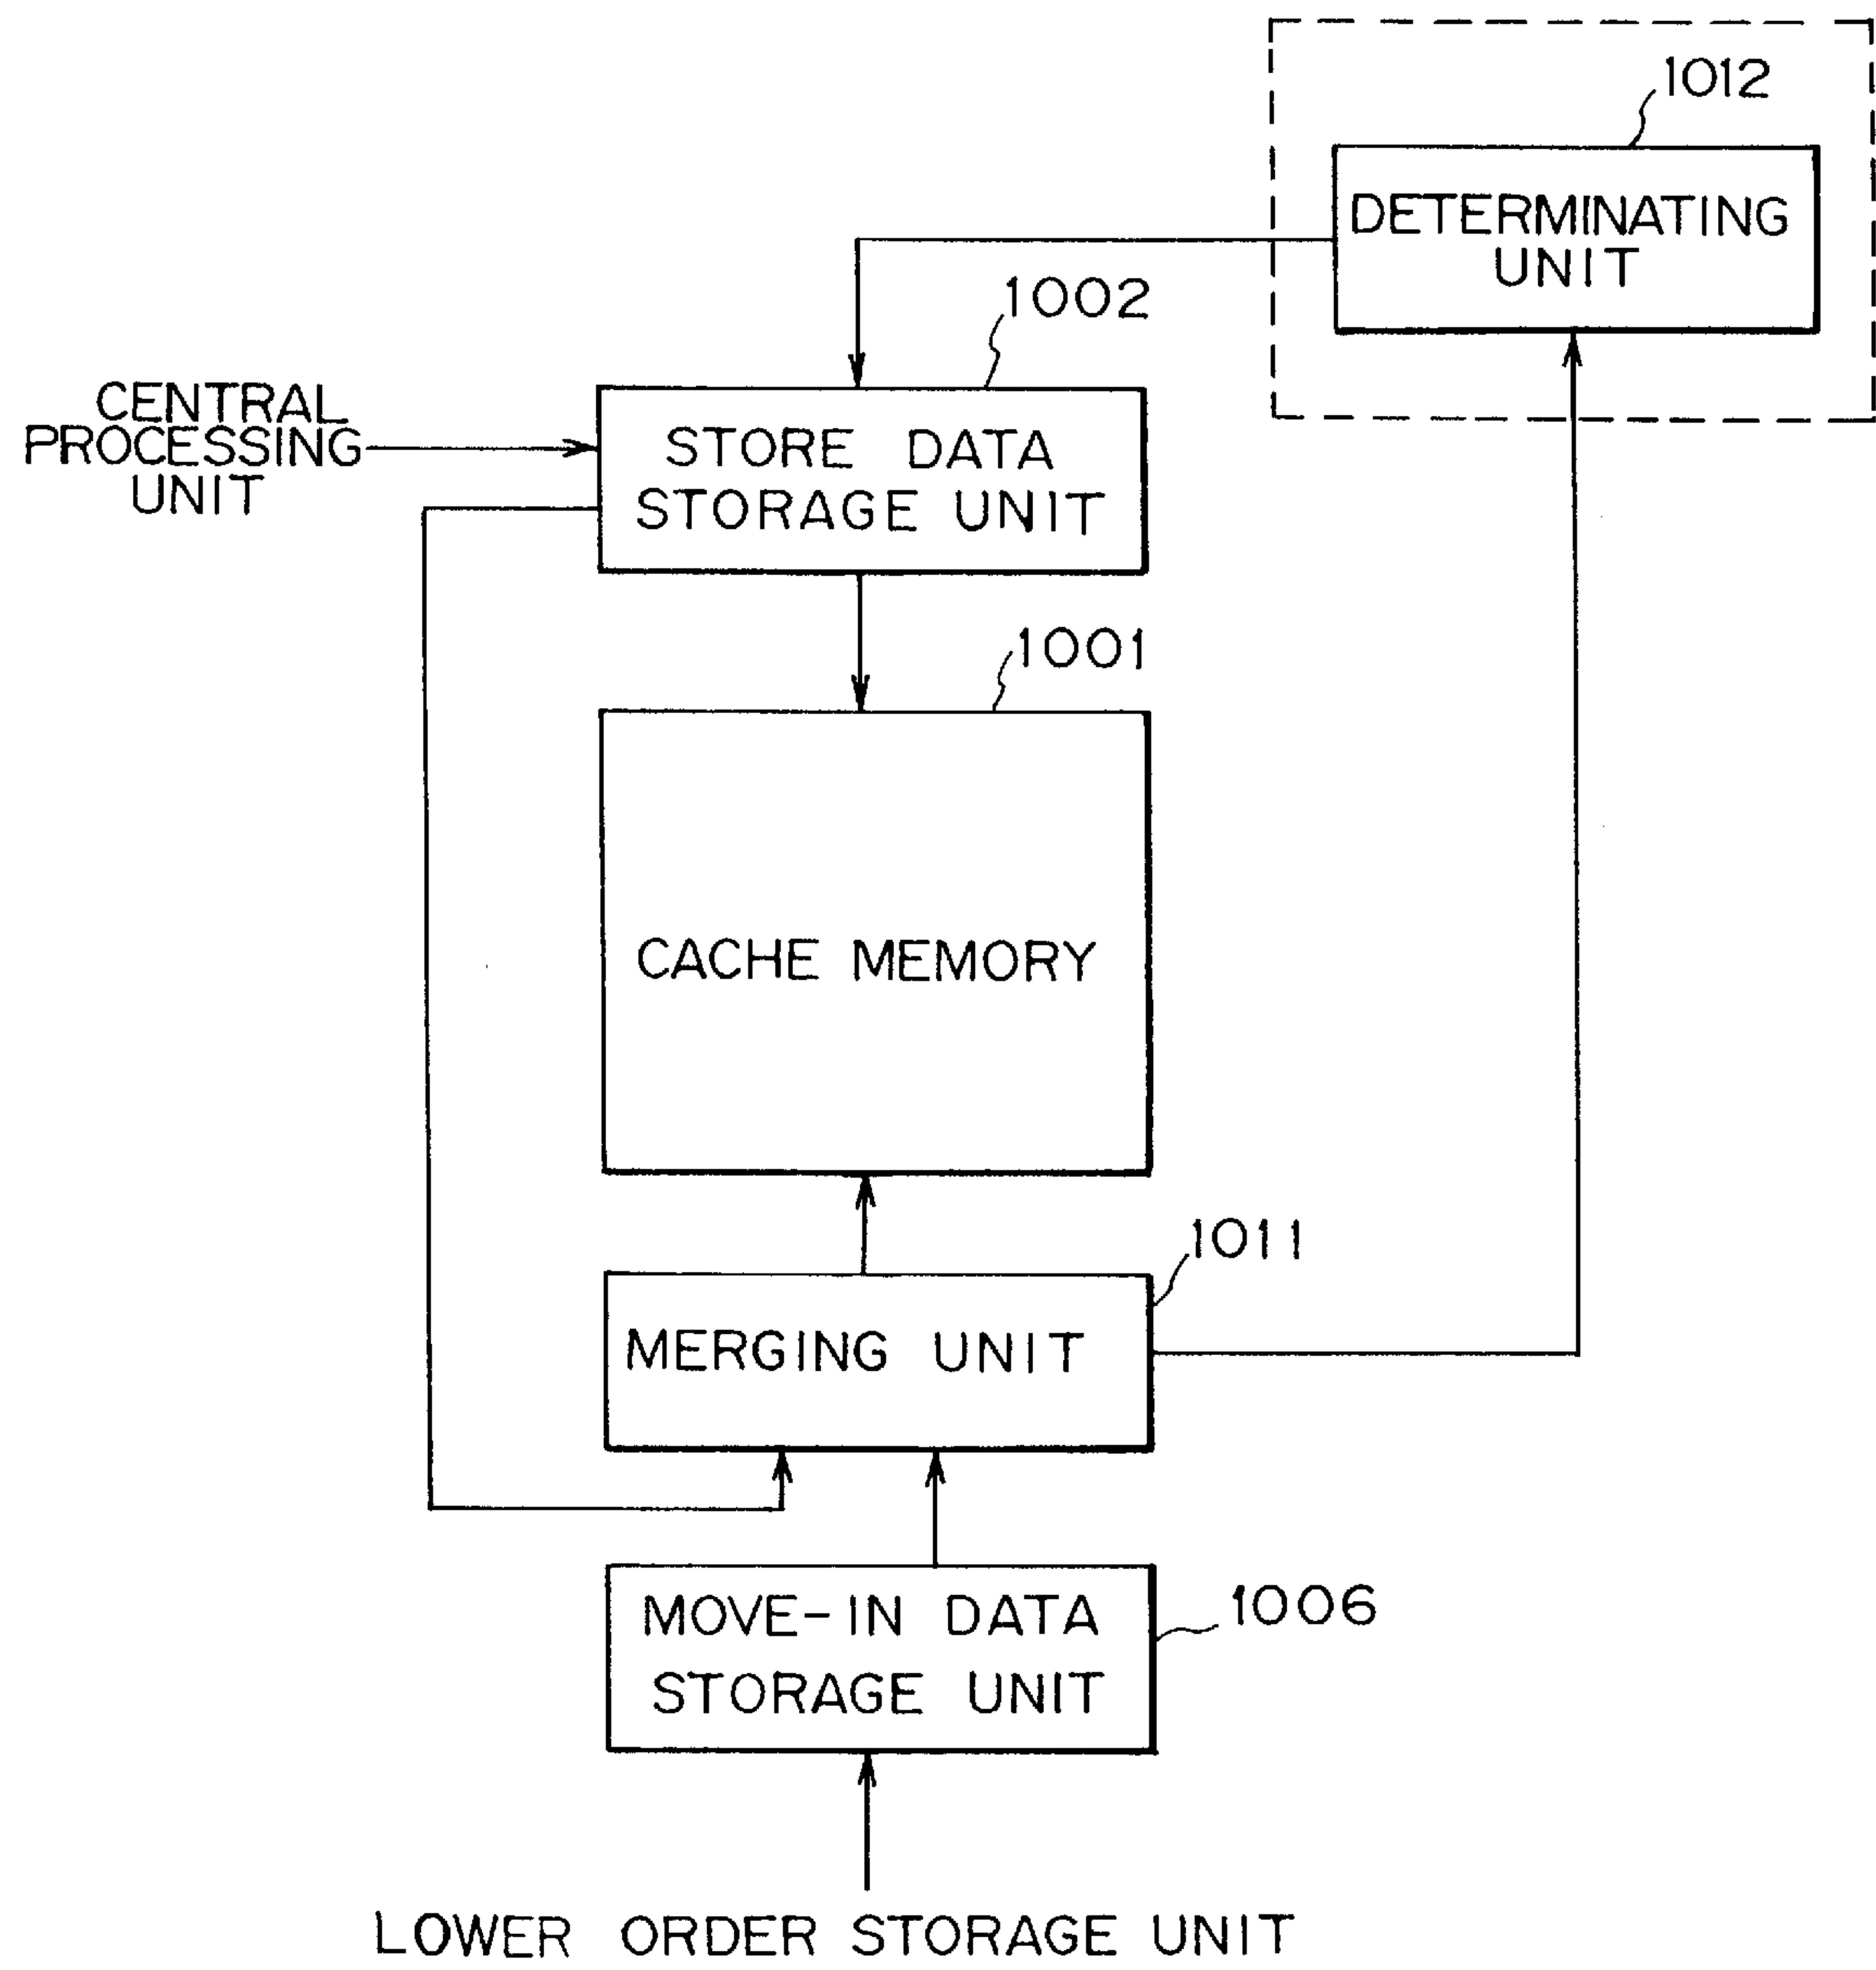 1012
DETERMINATING
UNIT
1002
CENTRAL
PROCESSING
UNIT
STORE DATA
STORAGE UNIT
1001
CACHE MEMORY
1011
MERGING UNIT
MOVE-IN DATA
STORAGE UNIT
1006
LOWER ORDER STORAGE UNIT